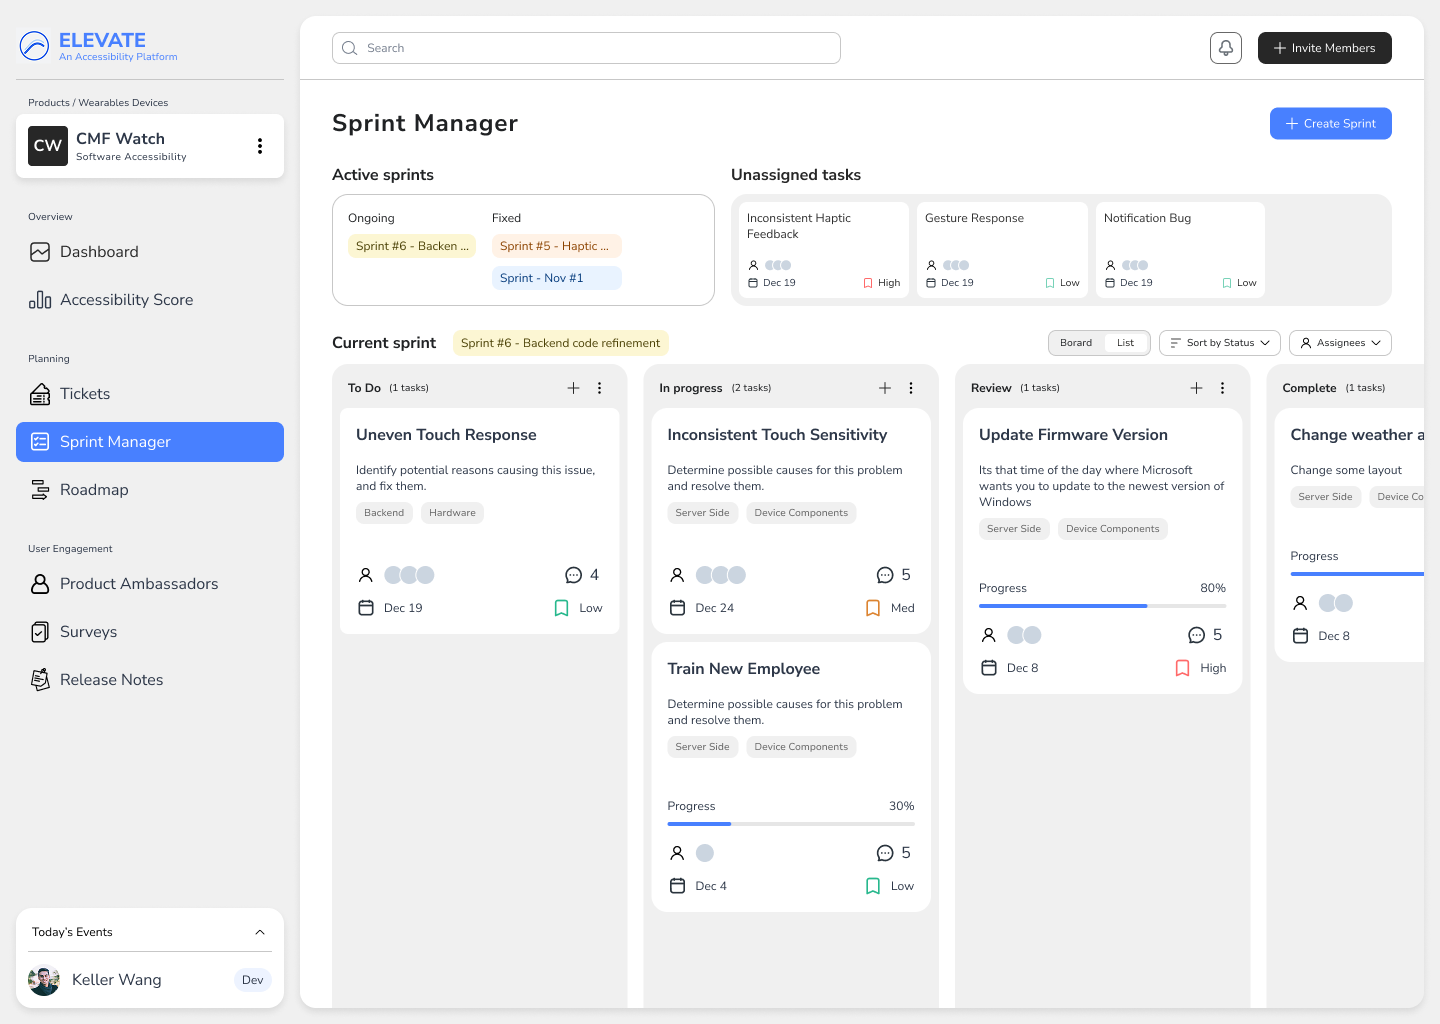 ELEVATE
An Accessibility Platform
Products / Wearables Devices
CW
CMF Watch
Software Accessibility
Overview
Dashboard
Accessibility Score
Planning
Tickets
Sprint Manager
Roadmap
User Engagement
Product Ambassadors
Surveys
Release Notes
Today's Events
Keller Wang
Dev
Search
Invite Members
Sprint Manager
Create Sprint
Active sprints
Ongoing
Sprint #6 - Backen ...
Fixed
Sprint #5 - Haptic ...
Sprint - Nov #1
Unassigned tasks
Inconsistent Haptic
Feedback
Dec 19
High
Gesture Response
Dec 19
Low
Notification Bug
Dec 19
Low
Current sprint
Sprint #6 - Backend code refinement
Borard
List
Sort by Status
Assignees
To Do (1 tasks)
Uneven Touch Response
Identify potential reasons causing this issue,
and fix them.
Backend
Hardware
4
Dec 19
Low
In progress (2 tasks)
Inconsistent Touch Sensitivity
Determine possible causes for this problem
and resolve them.
Server Side
Device Components
5
Dec 24
Med
Train New Employee
Determine possible causes for this problem
and resolve them.
Server Side
Device Components
Progress
30%
5
Dec 4
Low
Review (1 tasks)
Update Firmware Version
Its that time of the day where Microsoft
wants you to update to the newest version of
Windows
Server Side
Device Components
Progress
80%
5
Dec 8
High
Complete (1 tasks)
Change weather a
Change some layout
Server Side
Device Co
Progress
Dec 8